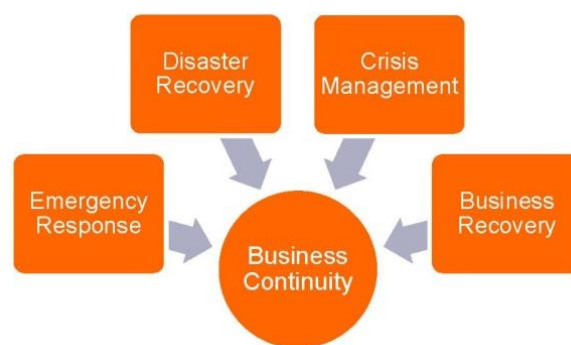 Disaster
Recovery
Crisis
Management
Emergency
Response
Business
Recovery
Business
Continuity